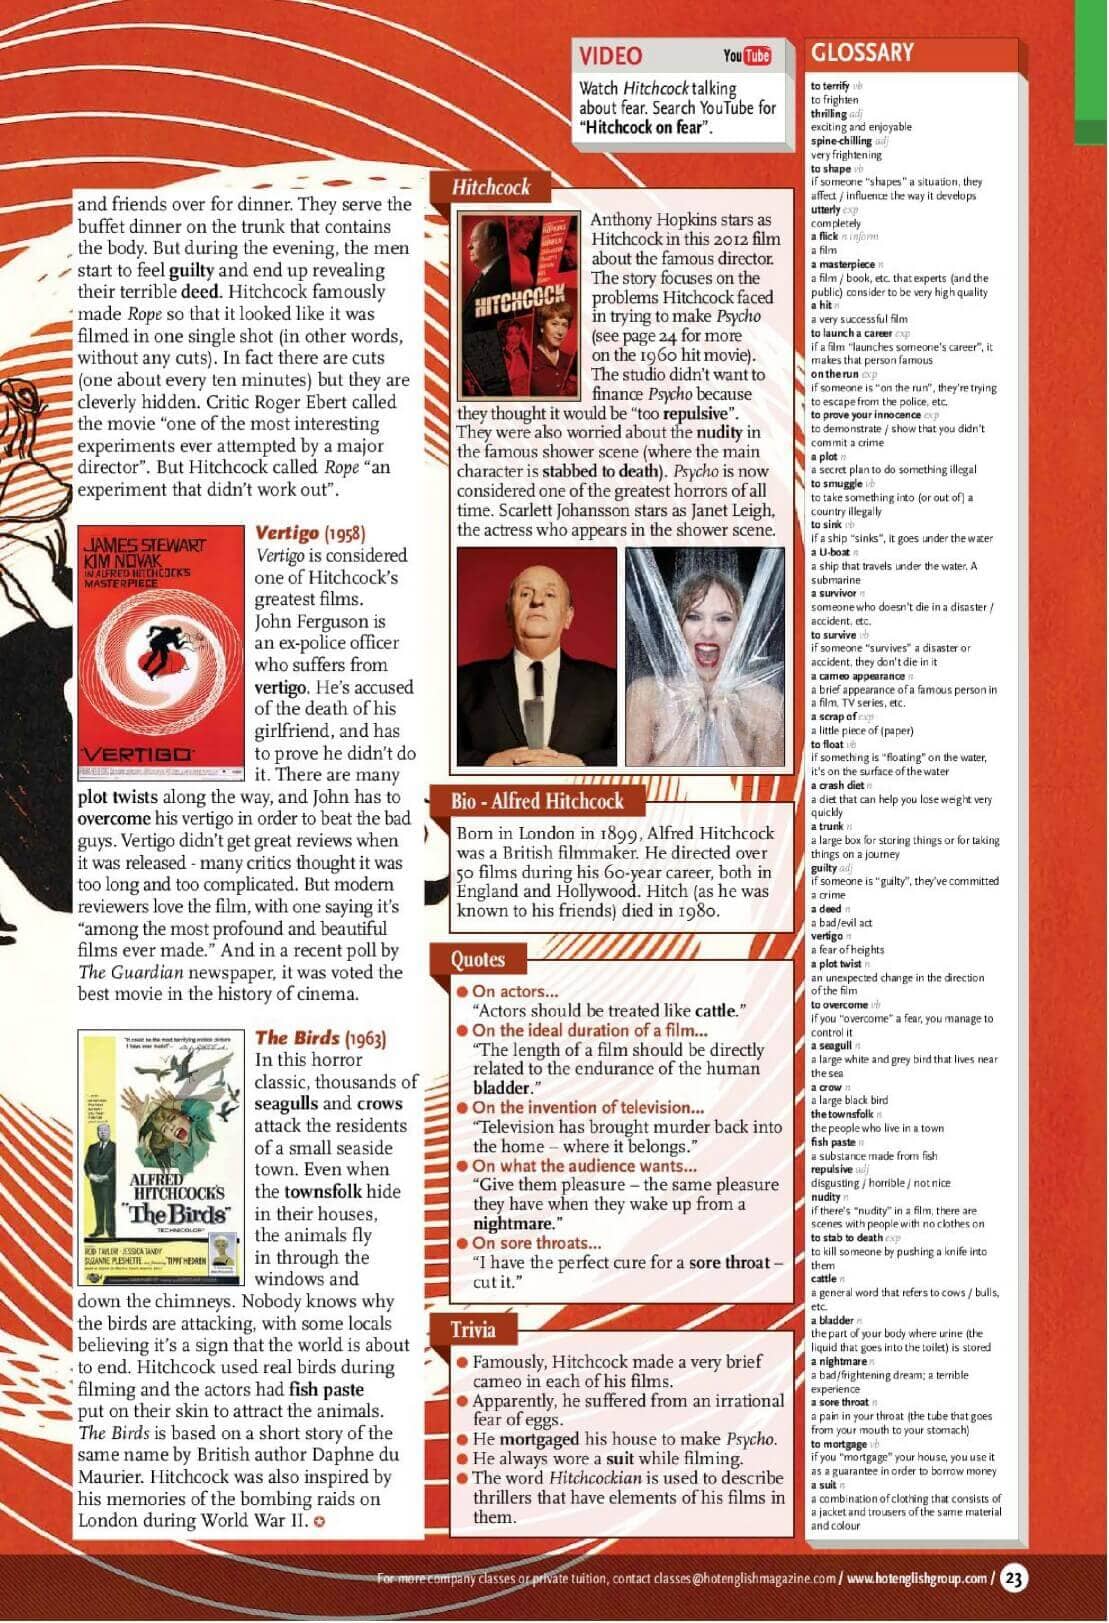 VIDEO
You Tube
Watch Hitchcock talking
about fear. Search YouTube for
“Hitchcock on fear”.
and friends over for dinner. They serve the
buffet dinner on the trunk that contains
the body. But during the evening, the men
start to feel guilty and end up revealing
their terrible deed. Hitchcock famously
made Rope so that it looked like it was
filmed in one single shot (in other words,
without any cuts). In fact there are cuts
(one about every ten minutes) but they are
cleverly hidden. Critic Roger Ebert called
the movie “one of the most interesting
experiments ever attempted by a major
director”. But Hitchcock called Rope “an
experiment that didn’t work out”.
JAMES STEWART
KIM NOVAK
IN ALFRED HITCHCOCK'S
MASTERPIECE
VERTIGO
Vertigo (1958)
Vertigo is considered
one of Hitchcock’s
greatest films.
John Ferguson is
an ex-police officer
who suffers from
vertigo. He’s accused
of the death of his
girlfriend, and has
to prove he didn’t do
it. There are many
plot twists along the way, and John has to
overcome his vertigo in order to beat the bad
guys. Vertigo didn’t get great reviews when
it was released - many critics thought it was
too long and too complicated. But modern
reviewers love the film, with one saying it’s
“among the most profound and beautiful
films ever made.” And in a recent poll by
The Guardian newspaper, it was voted the
best movie in the history of cinema.
ALFRED
HITCHCOCK'S
"The Birds"
TECHNICOLOR
ROD TAYLOR · JESSICA TANDY
SUZANNE PLESHETTE
'TIPPI' HEDREN
The Birds (1963)
In this horror
classic, thousands of
seagulls and crows
attack the residents
of a small seaside
town. Even when
the townsfolk hide
in their houses,
the animals fly
in through the
windows and
down the chimneys. Nobody knows why
the birds are attacking, with some locals
believing it’s a sign that the world is about
to end. Hitchcock used real birds during
filming and the actors had fish paste
put on their skin to attract the animals.
The Birds is based on a short story of the
same name by British author Daphne du
Maurier. Hitchcock was also inspired by
his memories of the bombing raids on
London during World War II.
Hitchcock
HITCHCOCK
Anthony Hopkins stars as
Hitchcock in this 2012 film
about the famous director.
The story focuses on the
problems Hitchcock faced
in trying to make Psycho
(see page 24 for more
on the 1960 hit movie).
The studio didn’t want to
finance Psycho because
they thought it would be “too repulsive”.
They were also worried about the nudity in
the famous shower scene (where the main
character is stabbed to death). Psycho is now
considered one of the greatest horrors of all
time. Scarlett Johansson stars as Janet Leigh,
the actress who appears in the shower scene.
Bio - Alfred Hitchcock
Born in London in 1899, Alfred Hitchcock
was a British filmmaker. He directed over
50 films during his 60-year career, both in
England and Hollywood. Hitch (as he was
known to his friends) died in 1980.
Quotes
● On actors...
“Actors should be treated like cattle.”
● On the ideal duration of a film...
“The length of a film should be directly
related to the endurance of the human
bladder.”
● On the invention of television...
“Television has brought murder back into
the home – where it belongs.”
● On what the audience wants...
“Give them pleasure – the same pleasure
they have when they wake up from a
nightmare.”
● On sore throats...
“I have the perfect cure for a sore throat –
cut it.”
Trivia
● Famously, Hitchcock made a very brief
cameo in each of his films.
● Apparently, he suffered from an irrational
fear of eggs.
● He mortgaged his house to make Psycho.
● He always wore a suit while filming.
● The word Hitchcockian is used to describe
thrillers that have elements of his films in
them.
GLOSSARY
to terrify vb
to frighten
thrilling adj
exciting and enjoyable
spine-chilling adj
very frightening
to shape vb
if someone “shapes” a situation, they
affect / influence the way it develops
utterly exp
completely
a flick n inform
a film
a masterpiece n
a film / book, etc. that experts (and the
public) consider to be very high quality
a hit n
a very successful film
to launch a career exp
if a film “launches someone’s career”, it
makes that person famous
on the run exp
if someone is “on the run”, they’re trying
to escape from the police, etc.
to prove your innocence exp
to demonstrate / show that you didn’t
commit a crime
a plot n
a secret plan to do something illegal
to smuggle vb
to take something into (or out of) a
country illegally
to sink vb
if a ship “sinks”, it goes under the water
a U-boat n
a ship that travels under the water. A
submarine
a survivor n
someone who doesn’t die in a disaster /
accident, etc.
to survive vb
if someone “survives” a disaster or
accident, they don’t die in it
a cameo appearance n
a brief appearance of a famous person in
a film, TV series, etc.
a scrap of exp
a little piece of (paper)
to float vb
if something is “floating” on the water,
it’s on the surface of the water
a crash diet n
a diet that can help you lose weight very
quickly
a trunk n
a large box for storing things or for taking
things on a journey
guilty adj
if someone is “guilty”, they’ve committed
a crime
a deed n
a bad/evil act
vertigo n
a fear of heights
a plot twist n
an unexpected change in the direction
of the film
to overcome vb
if you “overcome” a fear, you manage to
control it
a seagull n
a large white and grey bird that lives near
the sea
a crow n
a large black bird
the townsfolk n
the people who live in a town
fish paste n
a substance made from fish
repulsive adj
disgusting / horrible / not nice
nudity n
if there’s “nudity” in a film, there are
scenes with people with no clothes on
to stab to death exp
to kill someone by pushing a knife into
them
cattle n
a general word that refers to cows / bulls,
etc.
a bladder n
the part of your body where urine (the
liquid that goes into the toilet) is stored
a nightmare n
a bad/frightening dream; a terrible
experience
a sore throat n
a pain in your throat (the tube that goes
from your mouth to your stomach)
to mortgage vb
if you “mortgage” your house, you use it
as a guarantee in order to borrow money
a suit n
a combination of clothing that consists of
a jacket and trousers of the same material
and colour
For more company classes or private tuition, contact classes@hotenglishmagazine.com / www.hotenglishgroup.com / 23